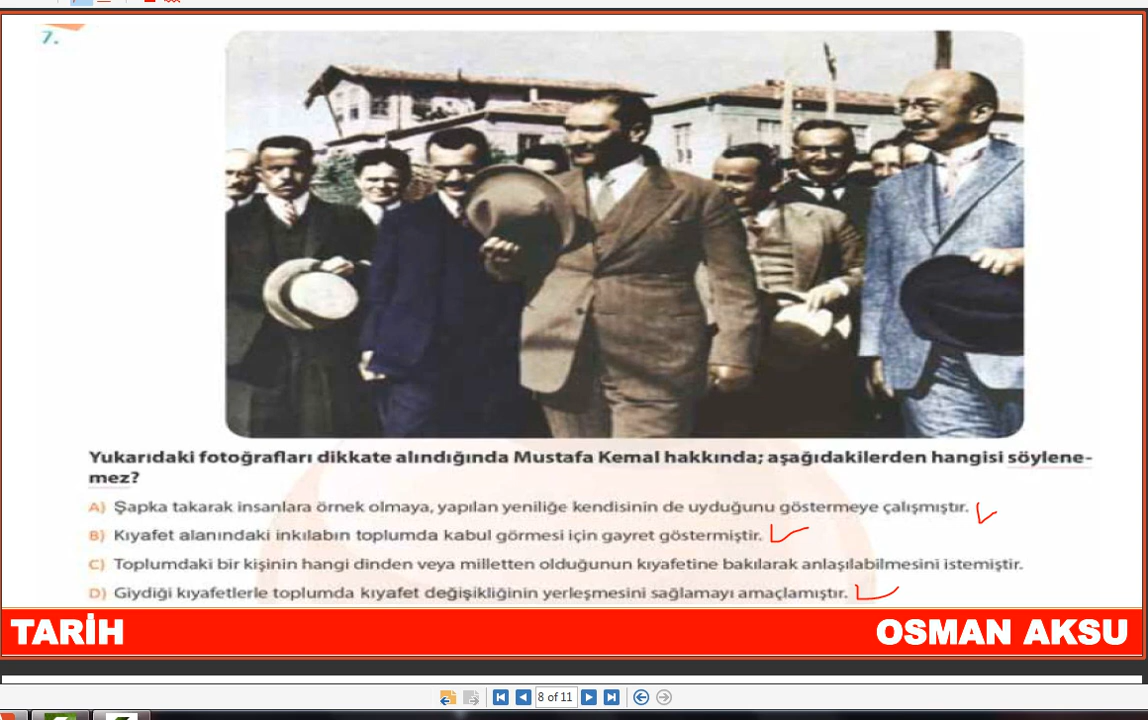 7.
Yukarıdaki fotoğrafları dikkate alındığında Mustafa Kemal hakkında; aşağıdakilerden hangisi söylene-
mez?
A) Şapka takarak insanlara örnek olmaya, yapılan yeniliğe kendisinin de uyduğunu göstermeye çalışmıştır.
B) Kıyafet alanındaki inkılabın toplumda kabul görmesi için gayret göstermiştir.
C) Toplumdaki bir kişinin hangi dinden veya milletten olduğunun kıyafetine bakılarak anlaşılabilmesini istemiştir.
D) Giydiği kıyafetlerle toplumda kıyafet değişikliğinin yerleşmesini sağlamayı amaçlamıştır.
TARİH OSMAN AKSU
8 of 11